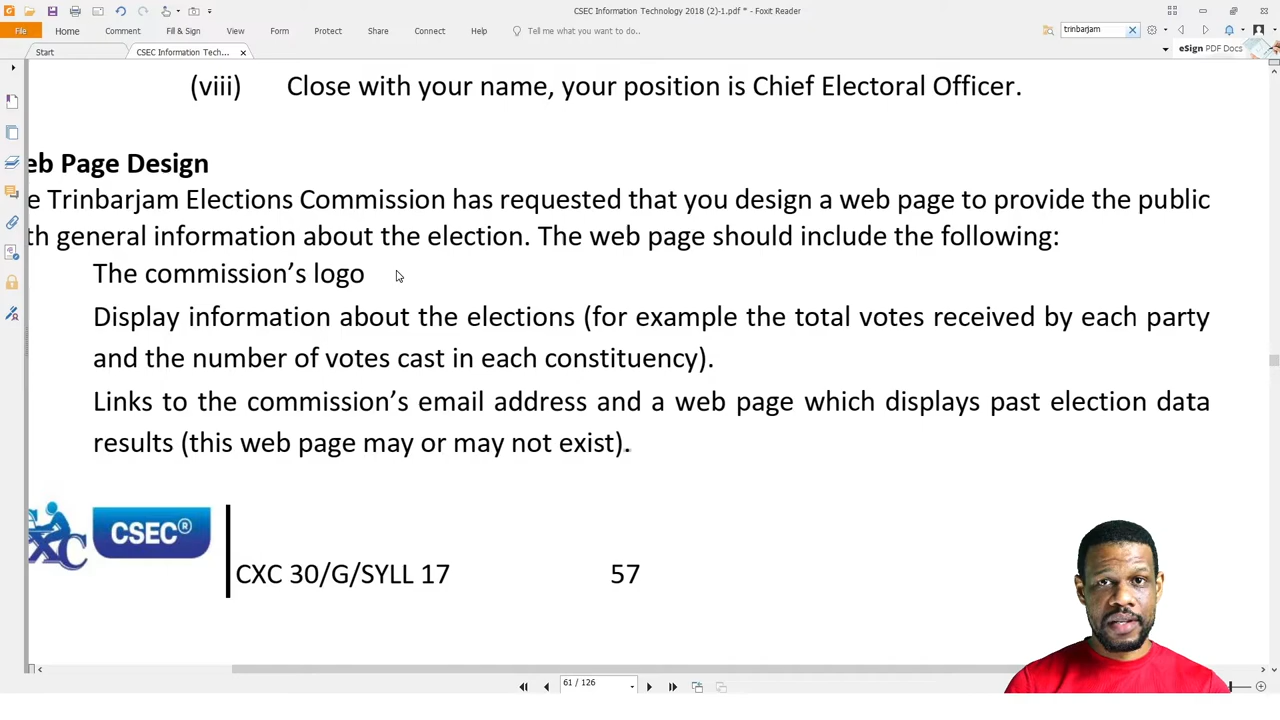 CSEC Information Technology 2018 (2)-1.pdf * - Foxit Reader
File Home Comment Fill & Sign View Form Protect Share Connect Help Tell me what you want to do.. trinbarjam
Start CSEC Information Tech... eSign PDF Docs
(viii) Close with your name, your position is Chief Electoral Officer.
eb Page Design
e Trinbarjam Elections Commission has requested that you design a web page to provide the public
th general information about the election. The web page should include the following:
The commission's logo
Display information about the elections (for example the total votes received by each party
and the number of votes cast in each constituency).
Links to the commission's email address and a web page which displays past election data
results (this web page may or may not exist).
CXC CSEC®
CXC 30/G/SYLL 17 57
61 / 126